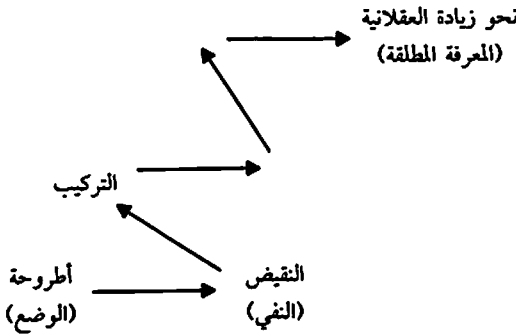 نحو زيادة العقلانية
(المعرفة المطلقة)
التركيب
أطروحة
(الوضع)
النقيض
(النفي)